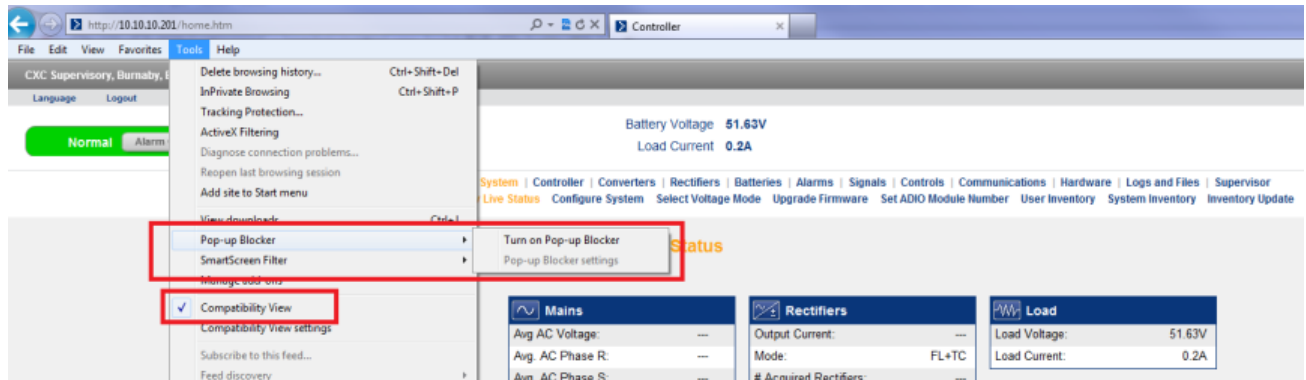 http://10.10.10.201/home.htm
Controller
File Edit View Favorites Tools Help
CXC Supervisory, Burnaby,
Delete browsing history... Ctrl+Shift+Del
Language Logout
InPrivate Browsing Ctrl+Shift+P
Tracking Protection...
Normal Alarm
ActiveX Filtering
Diagnose connection problems...
Reopen last browsing session
Add site to Start menu
View downloads Ctrl+J
Pop-up Blocker
SmartScreen Filter
Manage add-ons
Compatibility View
Compatibility View settings
Subscribe to this feed...
Feed discovery
Turn on Pop-up Blocker
Pop-up Blocker settings
Battery Voltage 51.63V
Load Current 0.2A
System | Controller | Converters | Rectifiers | Batteries | Alarms | Signals | Controls | Communications | Hardware | Logs and Files | Supervisor
Live Status Configure System Select Voltage Mode Upgrade Firmware Set ADIO Module Number User Inventory System Inventory Inventory Update
Status
Mains
Avg AC Voltage: ---
Avg. AC Phase R: ---
Avg. AC Phase S: ---
Rectifiers
Output Current: ---
Mode: FL+TC
# Acquired Rectifiers: ---
Load
Load Voltage: 51.63V
Load Current: 0.2A